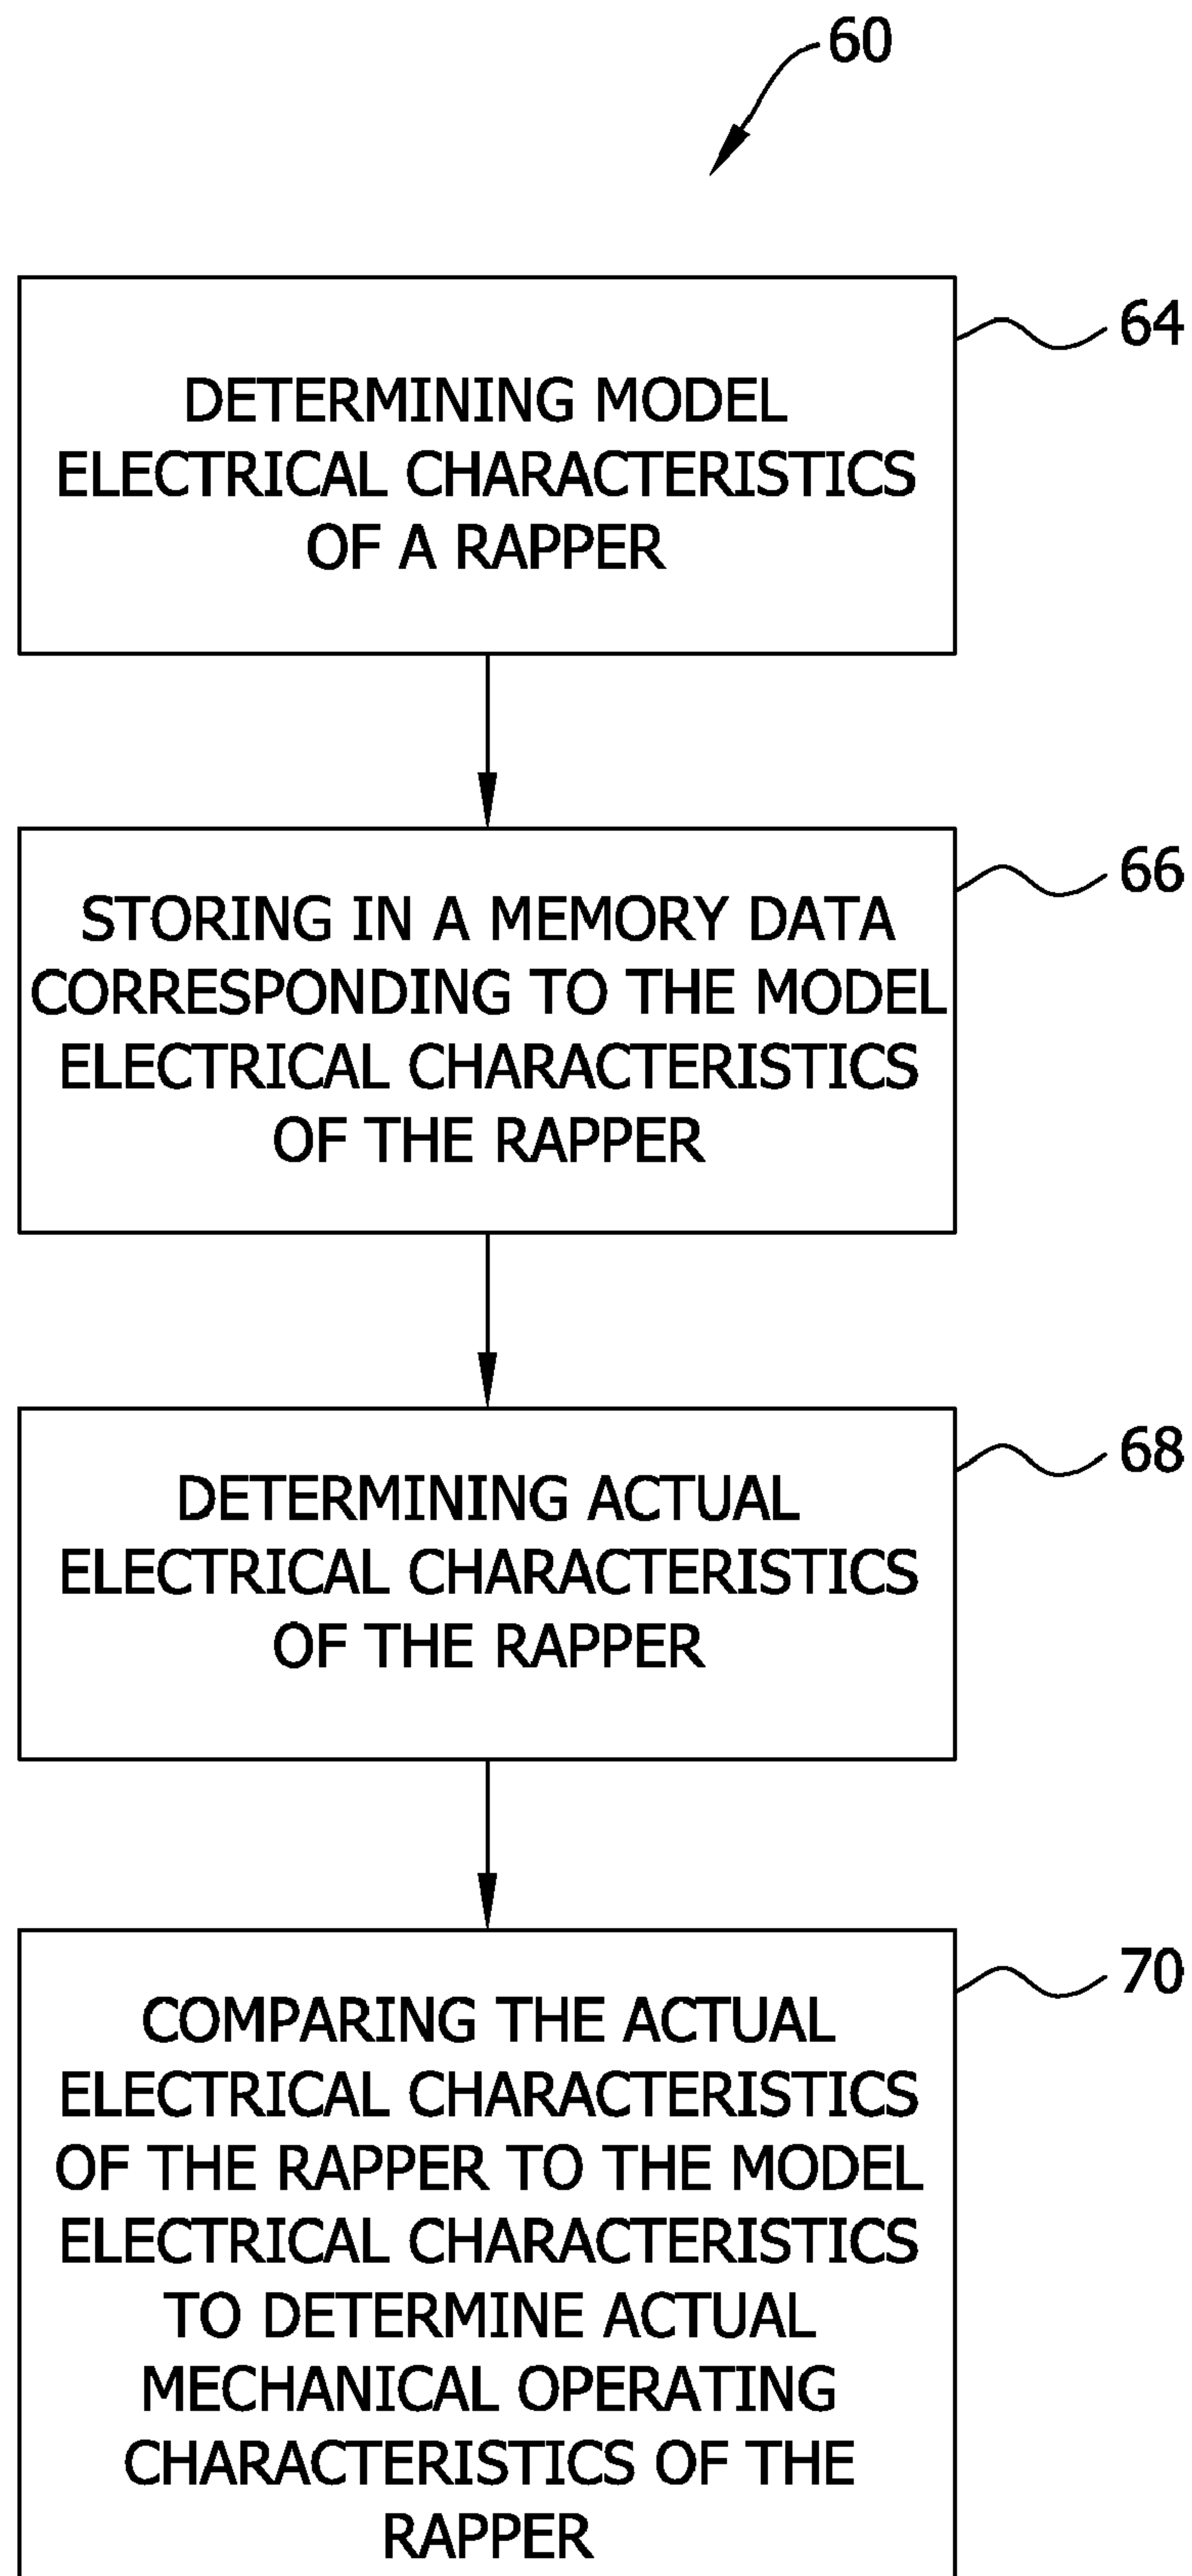 60
64
DETERMINING MODEL
ELECTRICAL CHARACTERISTICS
OF A RAPPER
66
STORING IN A MEMORY DATA
CORRESPONDING TO THE MODEL
ELECTRICAL CHARACTERISTICS
OF THE RAPPER
68
DETERMINING ACTUAL
ELECTRICAL CHARACTERISTICS
OF THE RAPPER
70
COMPARING THE ACTUAL
ELECTRICAL CHARACTERISTICS
OF THE RAPPER TO THE MODEL
ELECTRICAL CHARACTERISTICS
TO DETERMINE ACTUAL
MECHANICAL OPERATING
CHARACTERISTICS OF THE
RAPPER